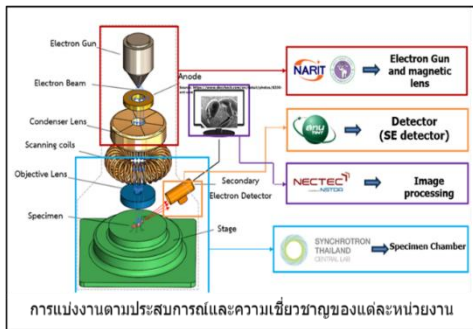 Electron Gun
Electron Beam
Anode
Condenser Lens
Scanning coils
Objective Lens
Specimen
Secondary
Electron Detector
Stage
NARIT
Electron Gun
and magnetic
lens
Detector
(SE detector)
NECTEC
NSTDA
Image
processing
SYNCHROTRON
THAILAND
CENTRAL LAB
Specimen Chamber
การแบ่งงานตามประสบการณ์และความเชี่ยวชาญของแต่ละหน่วยงาน